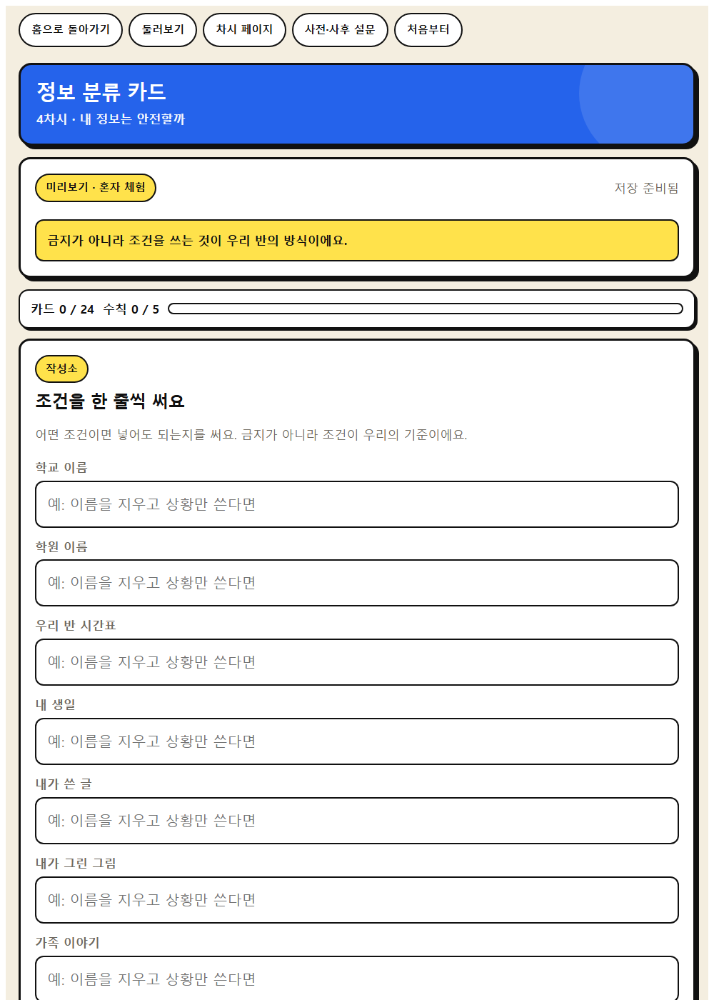 홈으로 돌아가기
둘러보기
차시 페이지
사전·사후 설문
처음부터
정보 분류 카드
4차시 · 내 정보는 안전할까
미리보기 · 혼자 체험
저장 준비됨
금지가 아니라 조건을 쓰는 것이 우리 반의 방식이에요.
카드 0 / 24 수칙 0 / 5
작성소
조건을 한 줄씩 써요
어떤 조건이면 넣어도 되는지를 써요. 금지가 아니라 조건이 우리의 기준이에요.
학교 이름
예: 이름을 지우고 상황만 쓴다면
학원 이름
예: 이름을 지우고 상황만 쓴다면
우리 반 시간표
예: 이름을 지우고 상황만 쓴다면
내 생일
예: 이름을 지우고 상황만 쓴다면
내가 쓴 글
예: 이름을 지우고 상황만 쓴다면
내가 그린 그림
예: 이름을 지우고 상황만 쓴다면
가족 이야기
예: 이름을 지우고 상황만 쓴다면